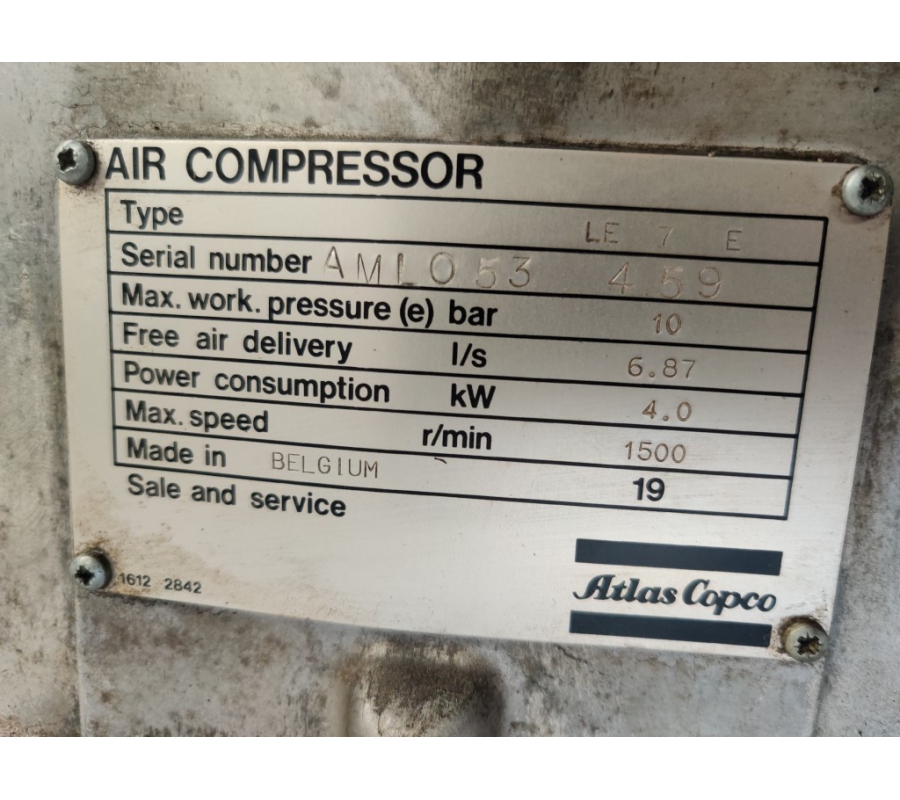 AIR COMPRESSOR
Type LE 7 E
Serial number AML053 459
Max. work. pressure (e) bar 10
Free air delivery l/s 6.87
Power consumption kW 4.0
Max. speed r/min 1500
Made in BELGIUM 19
Sale and service
1612 2842
Atlas Copco